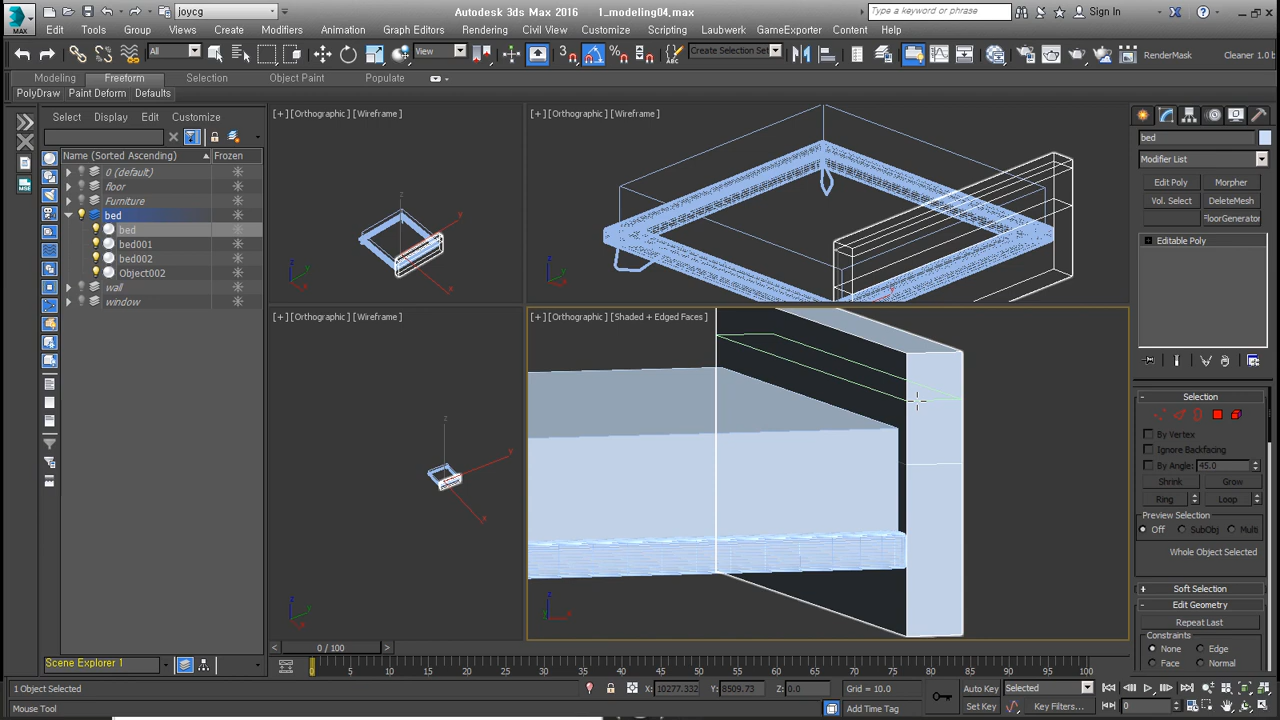 joycg
Autodesk 3ds Max 2016 1_modeling04.max
Type a keyword or phrase
Sign In
MAX
Edit Tools Group Views Create Modifiers Animation Graph Editors Rendering Civil View Customize Scripting Laubwerk GameExporter Content Help
All View Create Selection Set RenderMask Cleaner 1.0 b
Modeling Freeform Selection Object Paint Populate
PolyDraw Paint Deform Defaults
Select Display Edit Customize
Name (Sorted Ascending) Frozen
0 (default)
floor
Furniture
bed
bed
bed001
bed002
Object002
wall
window
[+] [Orthographic] [Wireframe]
[+] [Orthographic] [Wireframe]
[+] [Orthographic] [Wireframe]
[+] [Orthographic] [Shaded + Edged Faces]
bed
Modifier List
Edit Poly Morpher
Vol. Select DeleteMesh
FloorGenerator
Editable Poly
Selection
By Vertex
Ignore Backfacing
By Angle: 45.0
Shrink Grow
Ring Loop
Preview Selection
Off SubObj Multi
Whole Object Selected
Soft Selection
Edit Geometry
Repeat Last
Constraints
None Edge
Face Normal
0 / 100
Scene Explorer 1
0 5 10 15 20 25 30 35 40 45 50 55 60 65 70 75 80 85 90 95 100
1 Object Selected X: 10277.332 Y: 8509.73 Z: 0.0 Grid = 10.0 Auto Key Selected
Mouse Tool Add Time Tag Set Key Key Filters... 0